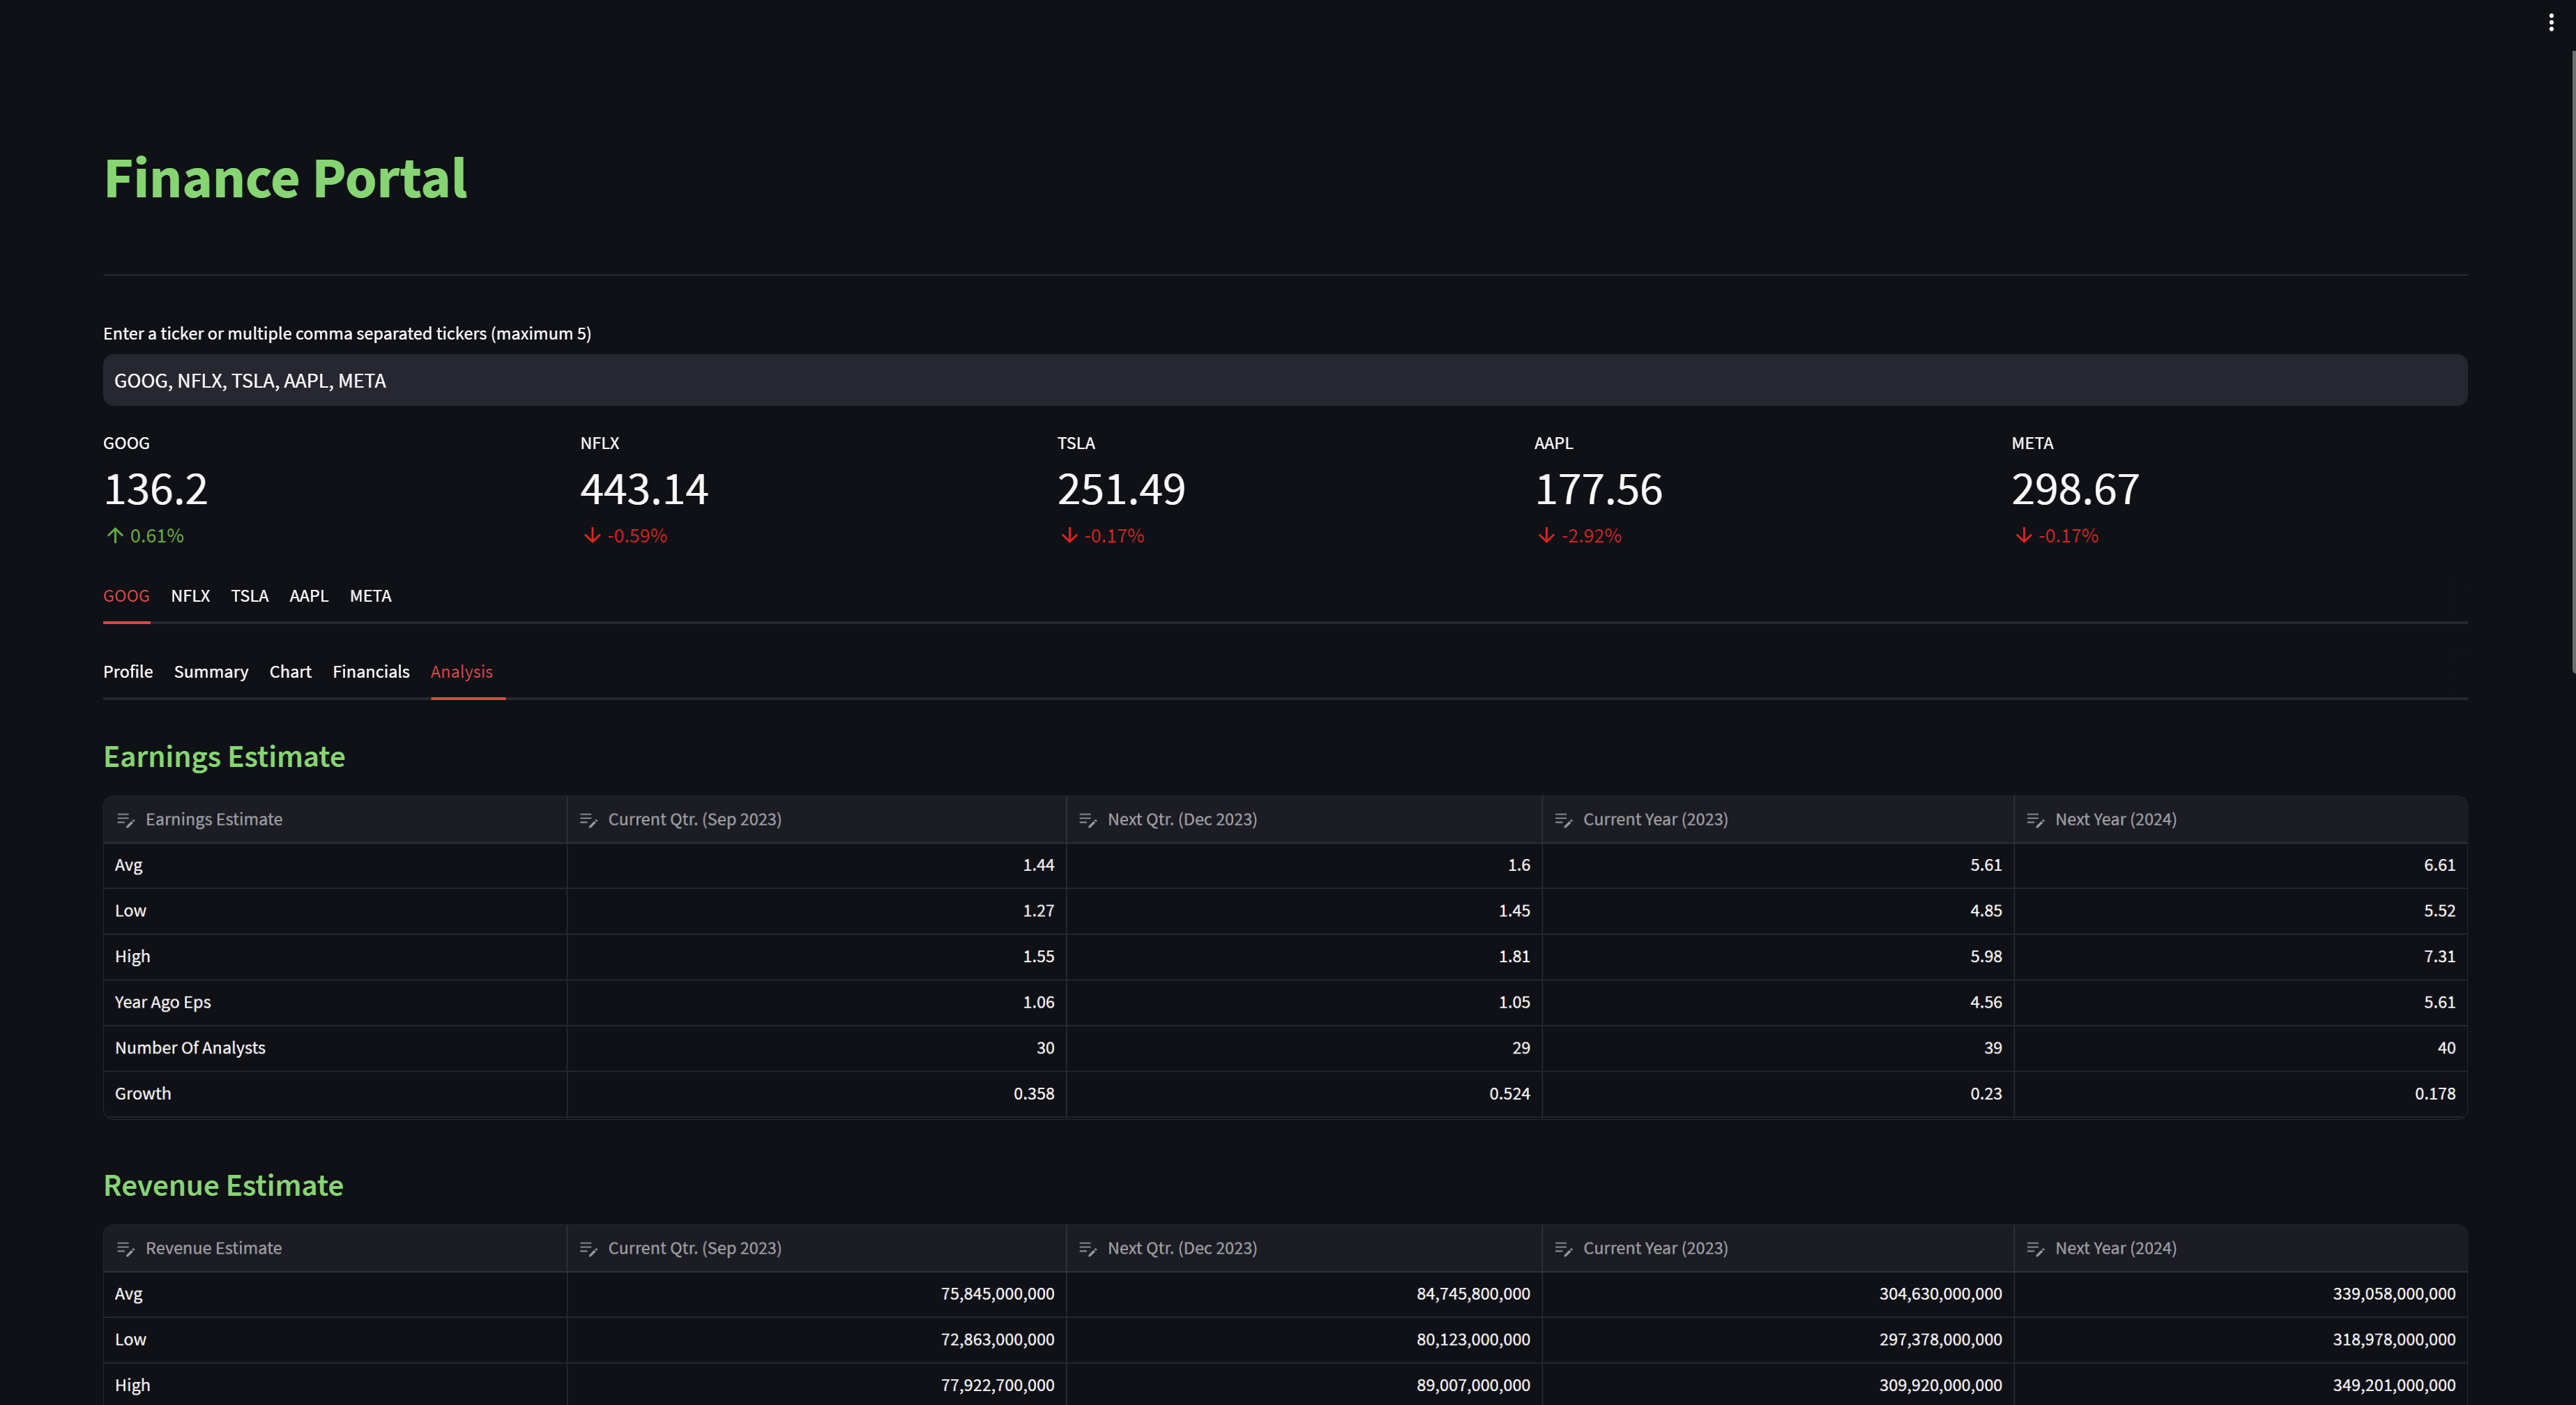 Finance Portal
Enter a ticker or multiple comma separated tickers (maximum 5)
GOOG, NFLX, TSLA, AAPL, META
GOOG NFLX TSLA AAPL META
136.2 443.14 251.49 177.56 298.67
↑ 0.61% ↓ -0.59% ↓ -0.17% ↓ -2.92% ↓ -0.17%
GOOG NFLX TSLA AAPL META
Profile Summary Chart Financials Analysis
Earnings Estimate
Earnings Estimate Current Qtr. (Sep 2023) Next Qtr. (Dec 2023) Current Year (2023) Next Year (2024)
Avg 1.44 1.6 5.61 6.61
Low 1.27 1.45 4.85 5.52
High 1.55 1.81 5.98 7.31
Year Ago Eps 1.06 1.05 4.56 5.61
Number Of Analysts 30 29 39 40
Growth 0.358 0.524 0.23 0.178
Revenue Estimate
Revenue Estimate Current Qtr. (Sep 2023) Next Qtr. (Dec 2023) Current Year (2023) Next Year (2024)
Avg 75,845,000,000 84,745,800,000 304,630,000,000 339,058,000,000
Low 72,863,000,000 80,123,000,000 297,378,000,000 318,978,000,000
High 77,922,700,000 89,007,000,000 309,920,000,000 349,201,000,000